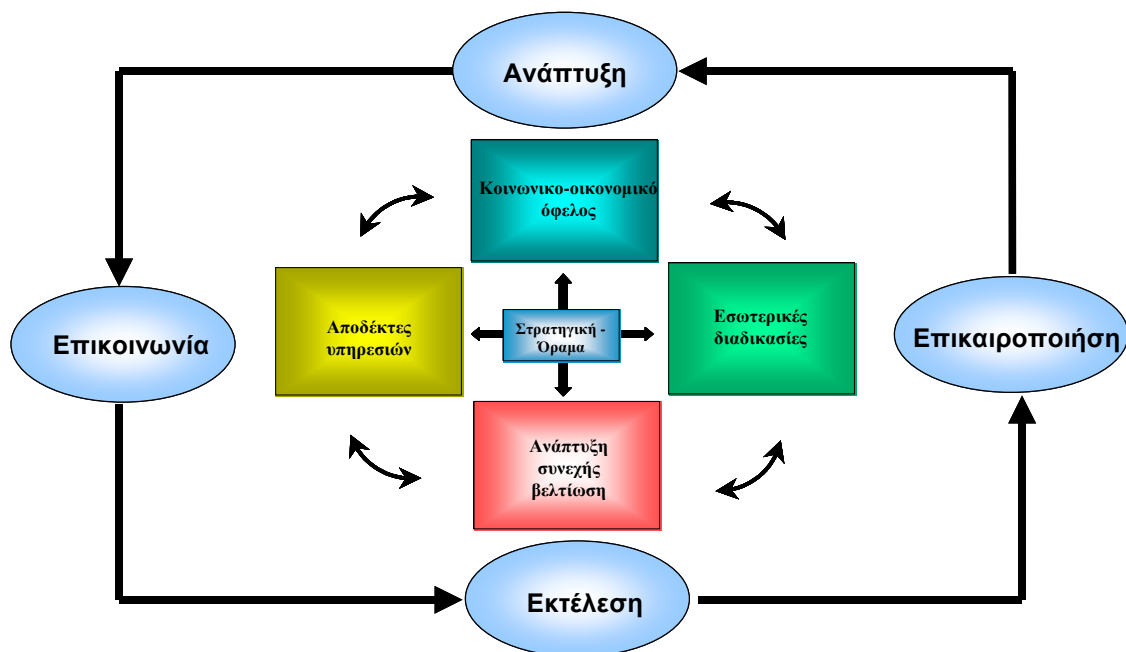 Ανάπτυξη
Κοινωνικο-οικονομικό
όφελος
Αποδέκτες
υπηρεσιών
Στρατηγική -
Όραμα
Εσωτερικές
διαδικασίες
Επικοινωνία
Επικαιροποιήση
Ανάπτυξη
συνεχής
βελτίωση
Εκτέλεση